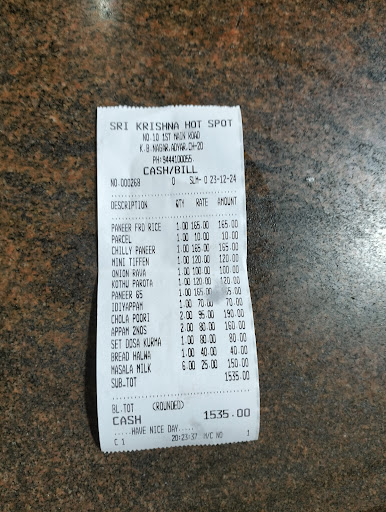 SRI KRISHNA HOT SPOT
NO.10 1ST MAIN ROAD
K.B.NAGAR,ADYAR,CH-20
PH:9444100055
CASH/BILL
NO-000268 0 SLM- 0 23-12-24
DESCRIPTION QTY RATE AMOUNT
PANEER FRD RICE 1.00 165.00 165.00
PARCEL 1.00 10.00 10.00
CHILLY PANEER 1.00 165.00 165.00
MINI TIFFEN 1.00 120.00 120.00
ONION RAVA 1.00 100.00 100.00
KOTHU PAROTA 1.00 120.00 120.00
PANEER 65 1.00 165.00
IDIYAPPAM 1.00 70.00 70.00
CHOLA POORI 2.00 95.00 190.00
APPAM 2NOS 2.00 80.00 160.00
SET DOSA KURMA 1.00 80.00 80.00
BREAD HALWA 1.00 40.00 40.00
MASALA MILK 6.00 25.00 150.00
SUB-TOT 1535.00
BL.TOT (ROUNDED)
CASH 1535.00
.....HAVE NICE DAY.....
C 1 20:23:37 M/C NO 1